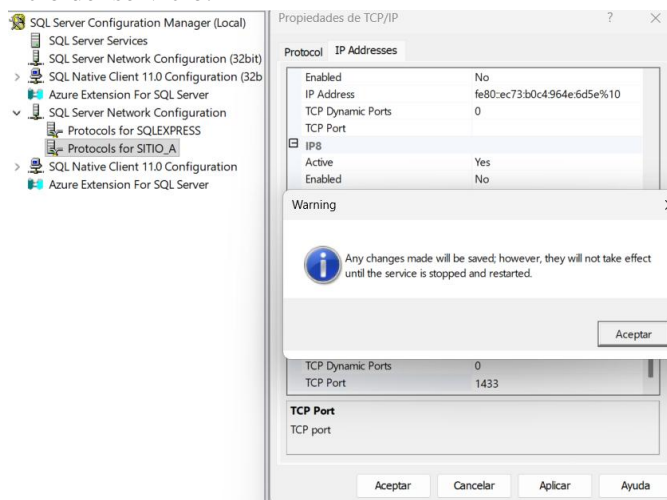 SQL Server Configuration Manager (Local)
SQL Server Services
SQL Server Network Configuration (32bit)
SQL Native Client 11.0 Configuration (32b
Azure Extension For SQL Server
SQL Server Network Configuration
Protocols for SQLEXPRESS
Protocols for SITIO_A
SQL Native Client 11.0 Configuration
Azure Extension For SQL Server
Propiedades de TCP/IP
Protocol IP Addresses
Enabled No
IP Address fe80::ec73:b0c4:964e:6d5e%10
TCP Dynamic Ports 0
TCP Port
IP8
Active Yes
Enabled No
Warning
Any changes made will be saved; however, they will not take effect
until the service is stopped and restarted.
Aceptar
TCP Dynamic Ports 0
TCP Port 1433
TCP Port
TCP port
Aceptar Cancelar Aplicar Ayuda